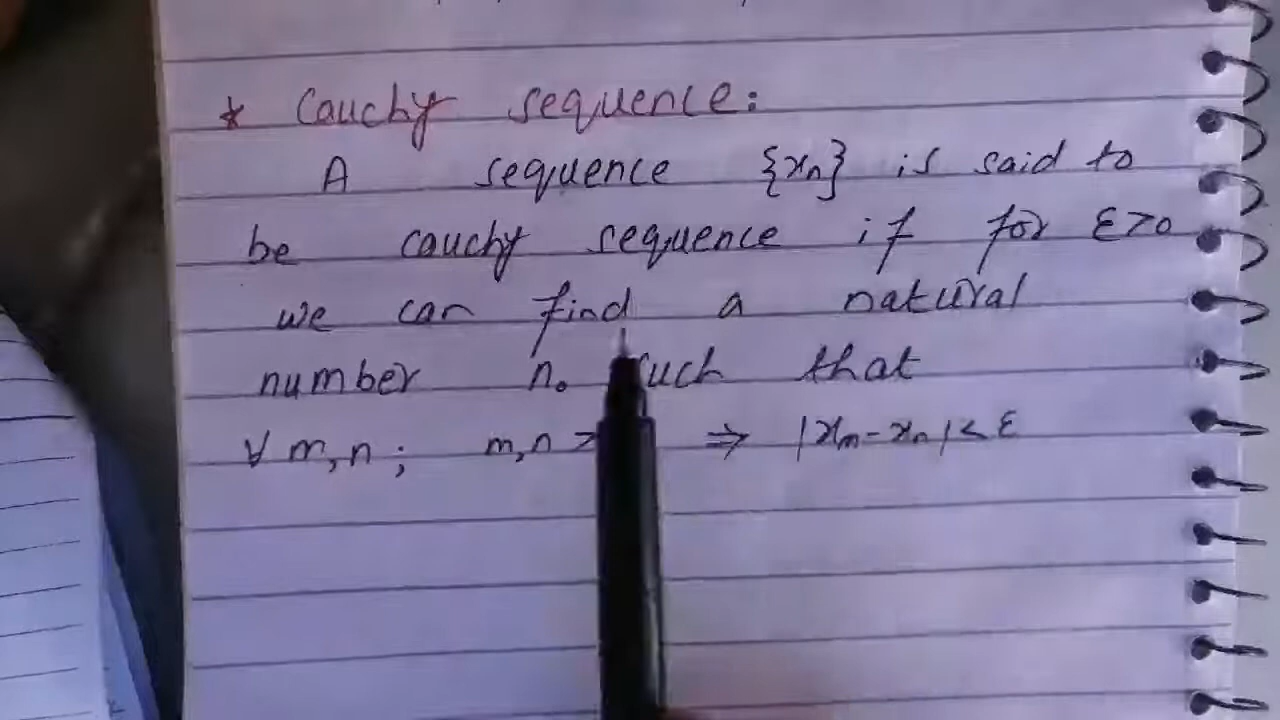 * Cauchy sequence:
A sequence {xn} is said to
be cauchy sequence if for ε>0
we can find a natural
number n₀ such that
∀ m,n ; m,n ⇒ |xm-xn|< ε